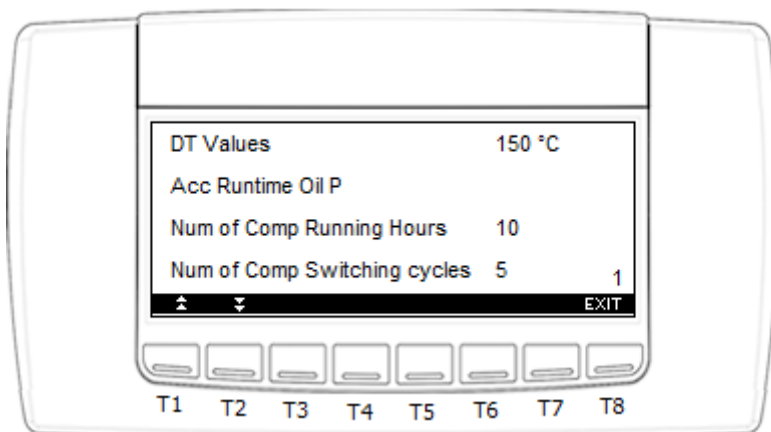 DT Values 150 °C
Acc Runtime Oil P
Num of Comp Running Hours 10
Num of Comp Switching cycles 5 1
EXIT
T1 T2 T3 T4 T5 T6 T7 T8